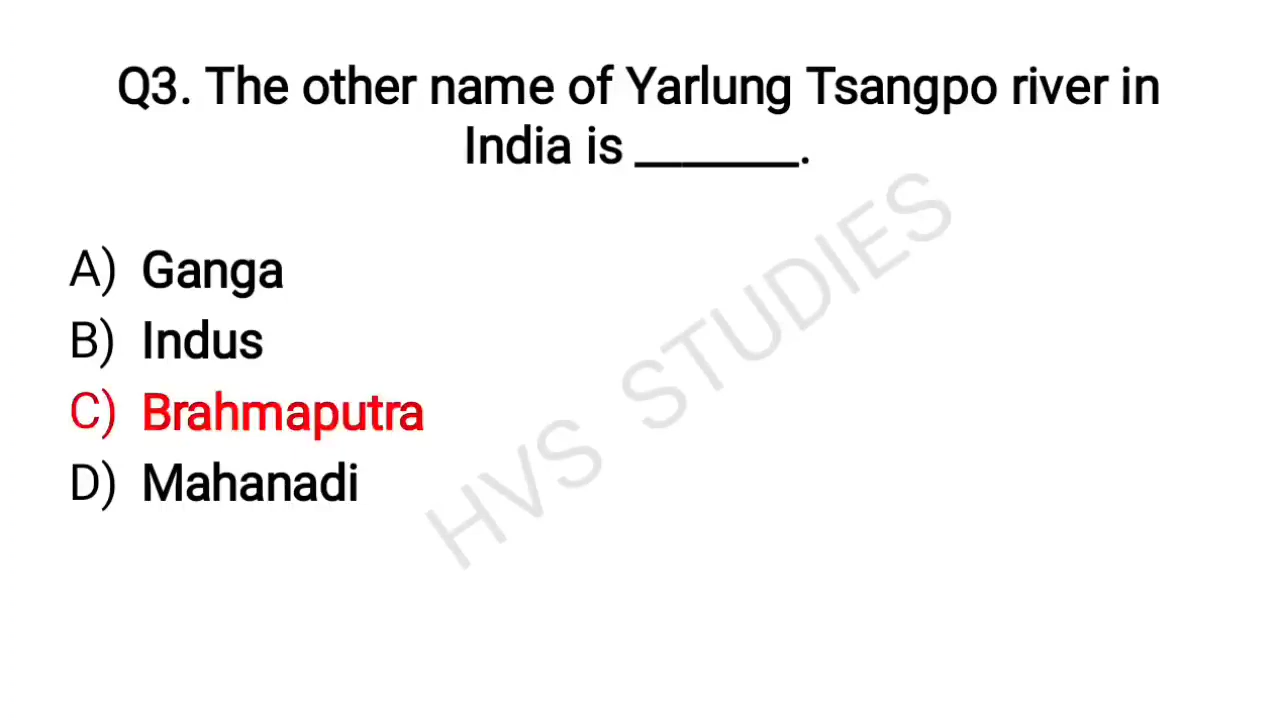 Q3. The other name of Yarlung Tsangpo river in
India is _______.
A) Ganga
B) Indus
C) Brahmaputra
D) Mahanadi
HVS STUDIES